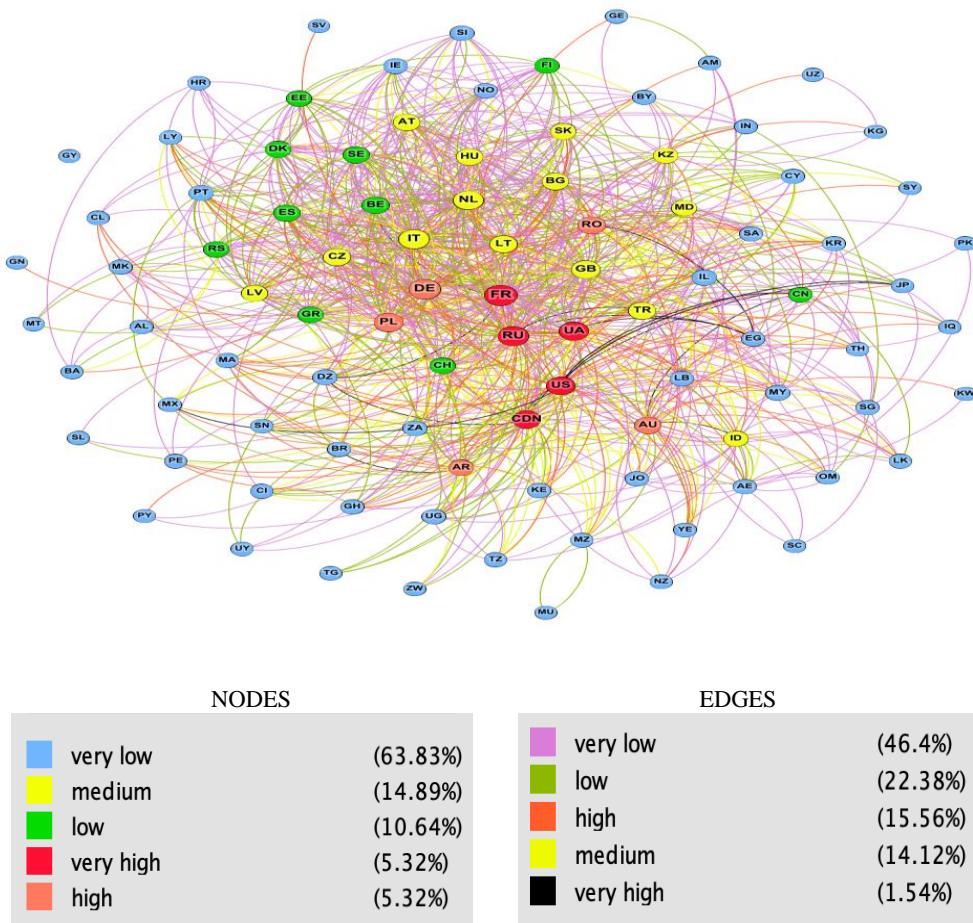 SV
GE
SI
IE
FI
AM
UZ
HR
NO
EE
BY
AT
IN
KG
LY
SK
GY
DK
SE
HU
KZ
BG
CY
SY
PT
NL
MD
ES
BE
CL
RO
SA
RS
IT
LT
KR
PK
GN
MK
CZ
GB
IL
JP
LV
DE
FR
CN
MT
AL
GR
PL
TR
IQ
RU
UA
EG
TH
BA
MA
CH
DZ
US
LB
MY
KW
MX
SN
ZA
CDN
AU
SG
SL
BR
ID
PE
AR
LK
CI
KE
JO
AE
OM
PY
GH
UG
YE
UY
TZ
MZ
SC
TG
ZW
NZ
MU
NODES
very low (63.83%)
medium (14.89%)
low (10.64%)
very high (5.32%)
high (5.32%)
EDGES
very low (46.4%)
low (22.38%)
high (15.56%)
medium (14.12%)
very high (1.54%)